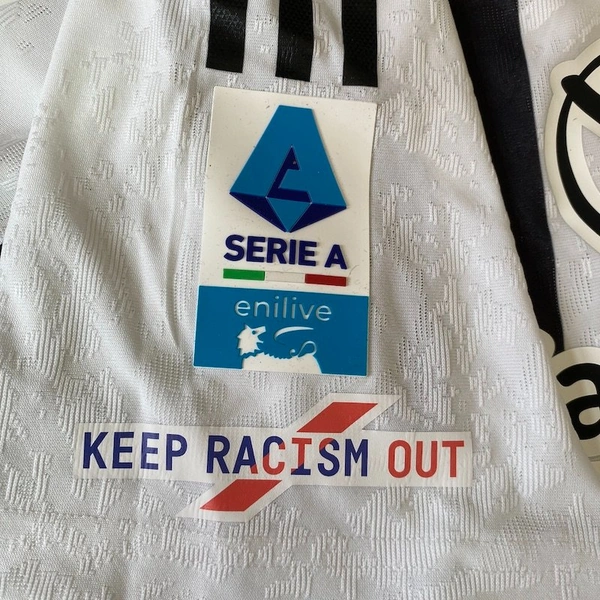 SERIE A
enilive
KEEP RACISM OUT
a